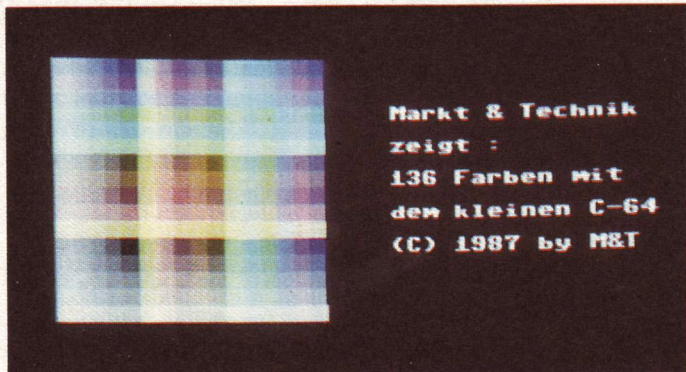 Markt & Technik
zeigt :
136 Farben mit
dem kleinen C-64
(C) 1987 by M&T